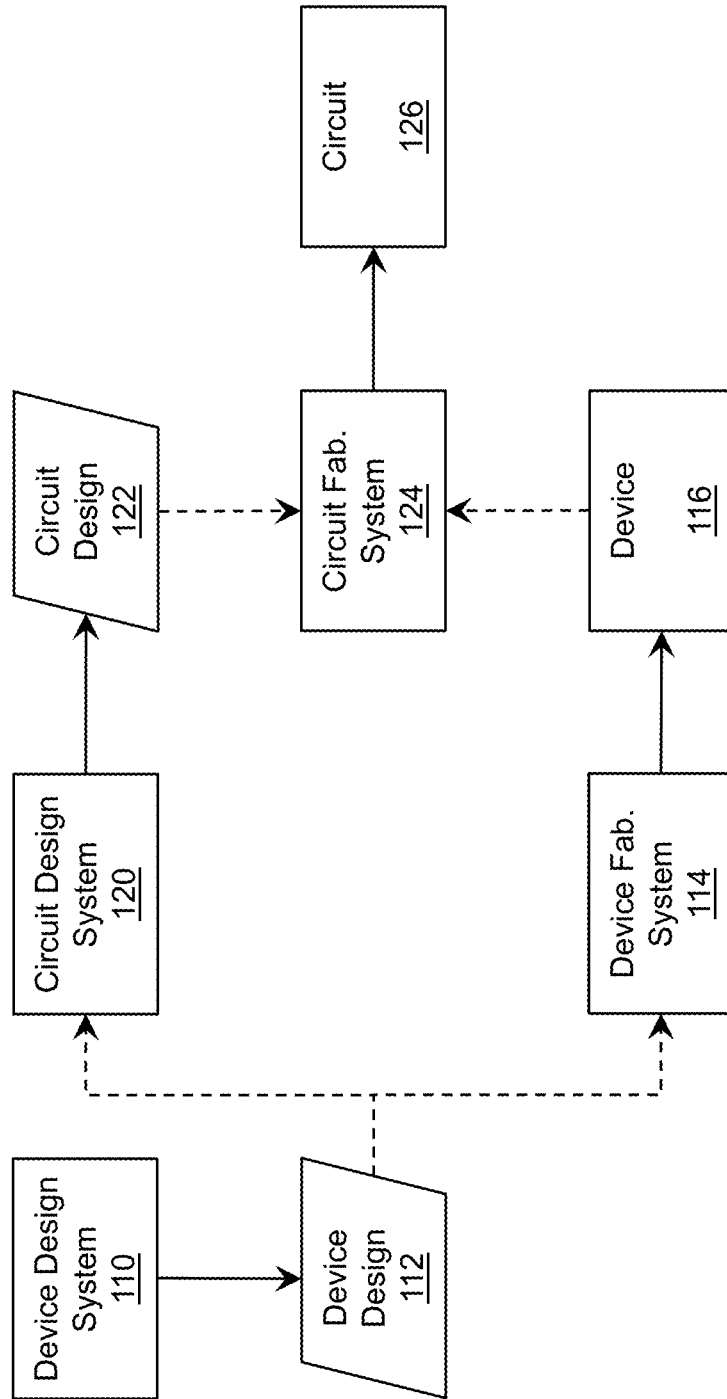 Device Design
System
110
Device
Design
112
Circuit Design
System
120
Device Fab.
System
114
Circuit
Design
122
Circuit Fab.
System
124
Device
116
Circuit
126